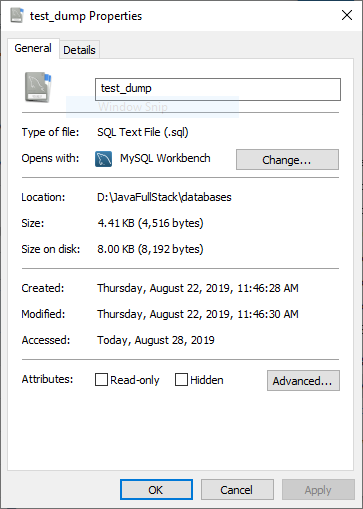 test_dump Properties
General Details
test_dump
Window Snip
Type of file: SQL Text File (.sql)
Opens with: MySQL Workbench Change...
Location: D:\JavaFullStack\databases
Size: 4.41 KB (4,516 bytes)
Size on disk: 8.00 KB (8,192 bytes)
Created: Thursday, August 22, 2019, 11:46:28 AM
Modified: Thursday, August 22, 2019, 11:46:30 AM
Accessed: Today, August 28, 2019
Attributes: Read-only Hidden Advanced...
OK Cancel Apply